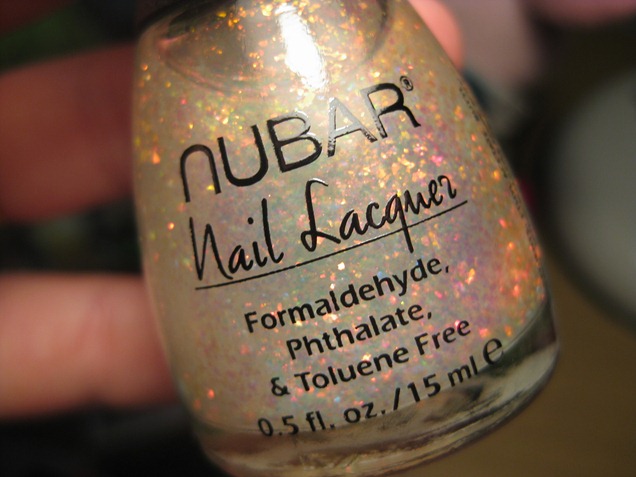 nUBAR®
Nail Lacquer
Formaldehyde,
Phthalate,
& Toluene Free
0.5 fl. oz. / 15 ml e